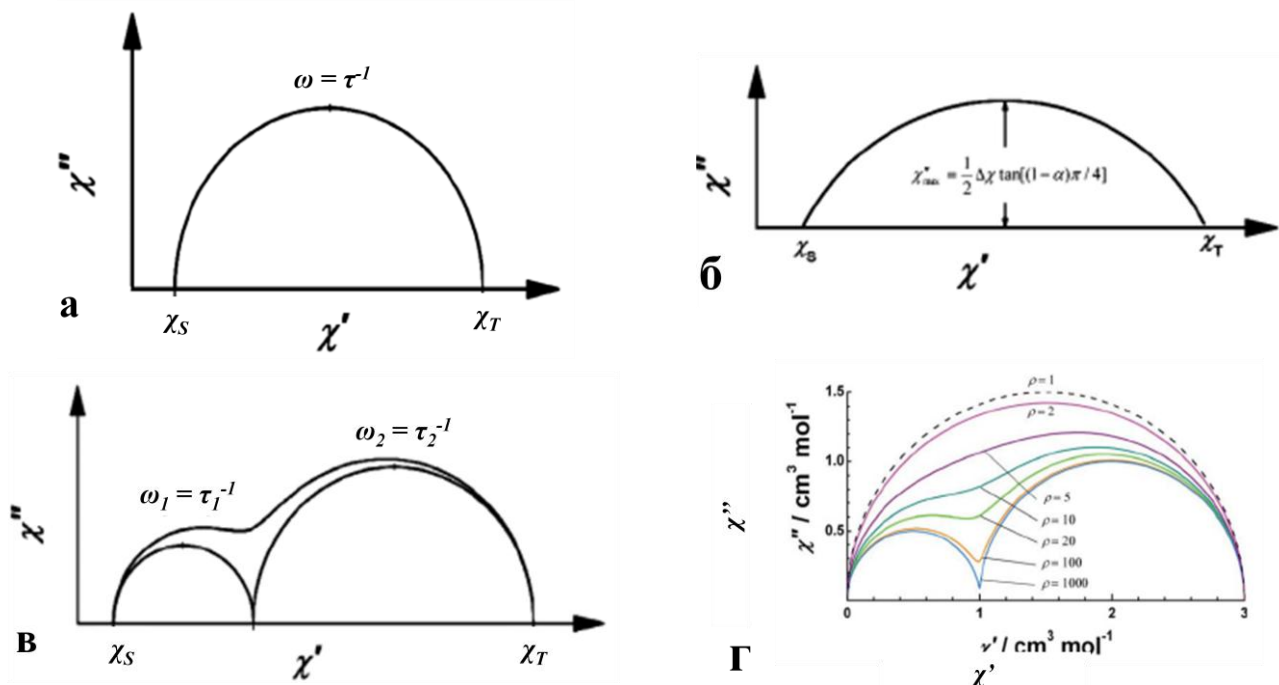 χ''
ω = τ⁻¹
а
χS
χ'
χT
χ''
χ''max = 1/2 Δχ tan[(1−α)π / 4]
б
χS
χ'
χT
χ''
ω1 = τ1⁻¹
ω2 = τ2⁻¹
в
χS
χ'
χT
χ''
χ'' / cm³ mol⁻¹
1.5
1.0
0.5
ρ=1
ρ=2
ρ=5
ρ=10
ρ=20
ρ=100
ρ=1000
0
1
2
3
г
χ' / cm³ mol⁻¹
χ’